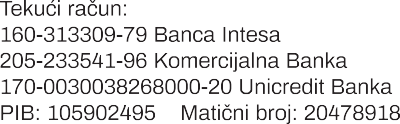 Tekući račun:
160-313309-79 Banca Intesa
205-233541-96 Komercijalna Banka
170-0030038268000-20 Unicredit Banka
PIB: 105902495 Matični broj: 20478918